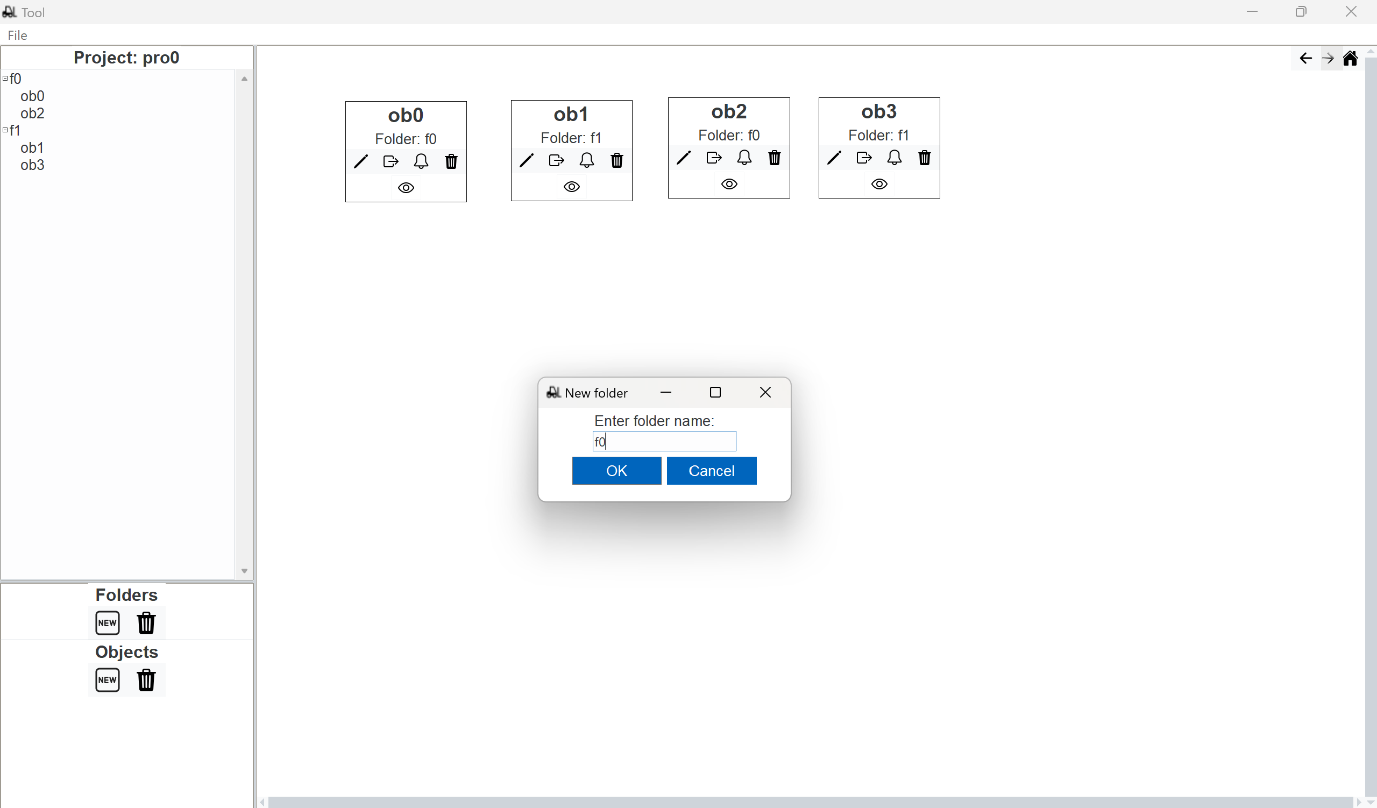 Tool
File
Project: pro0
f0
ob0
ob2
f1
ob1
ob3
ob0
Folder: f0
ob1
Folder: f1
ob2
Folder: f0
ob3
Folder: f1
New folder
Enter folder name:
f0
OK Cancel
Folders
NEW
Objects
NEW